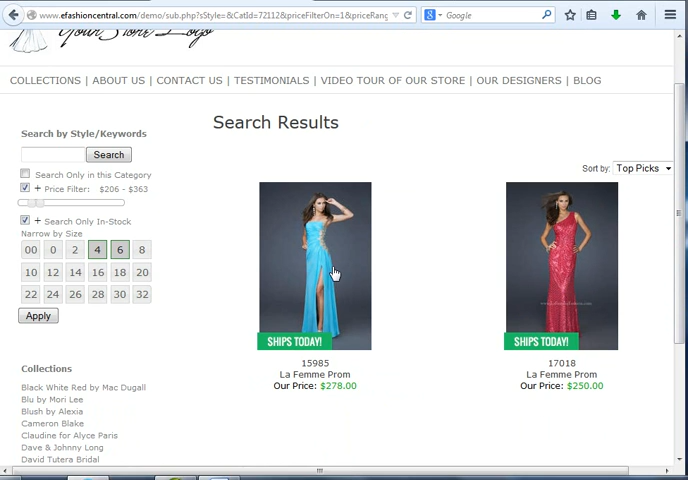 www.efashioncentral.com/demo/sub.php?sStyle=&CatId=72112&priceFilterOn=1&priceRang
Google
Your Store Logo
COLLECTIONS | ABOUT US | CONTACT US | TESTIMONIALS | VIDEO TOUR OF OUR STORE | OUR DESIGNERS | BLOG
Search Results
Search by Style/Keywords
Search
Search Only in this Category
+ Price Filter: $206 - $363
Sort by: Top Picks
+ Search Only In-Stock
Narrow by Size
00 0 2 4 6 8
10 12 14 16 18 20
22 24 26 28 30 32
Apply
SHIPS TODAY!
15985
La Femme Prom
Our Price: $278.00
SHIPS TODAY!
17018
La Femme Prom
Our Price: $250.00
Collections
Black White Red by Mac Dugall
Blu by Mori Lee
Blush by Alexia
Cameron Blake
Claudine for Alyce Paris
Dave & Johnny Long
David Tutera Bridal